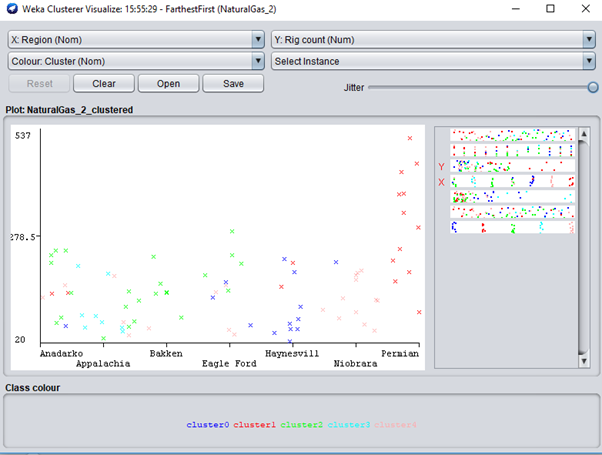 Weka Clusterer Visualize: 15:55:29 - FarthestFirst (NaturalGas_2)
X: Region (Nom)
Y: Rig count (Num)
Colour: Cluster (Nom)
Select Instance
Reset
Clear
Open
Save
Jitter
Plot: NaturalGas_2_clustered
537
278.5
20
Y
X
Anadarko
Bakken
Haynesvill
Permian
Appalachia
Eagle Ford
Niobrara
Class colour
cluster0 cluster1 cluster2 cluster3 cluster4